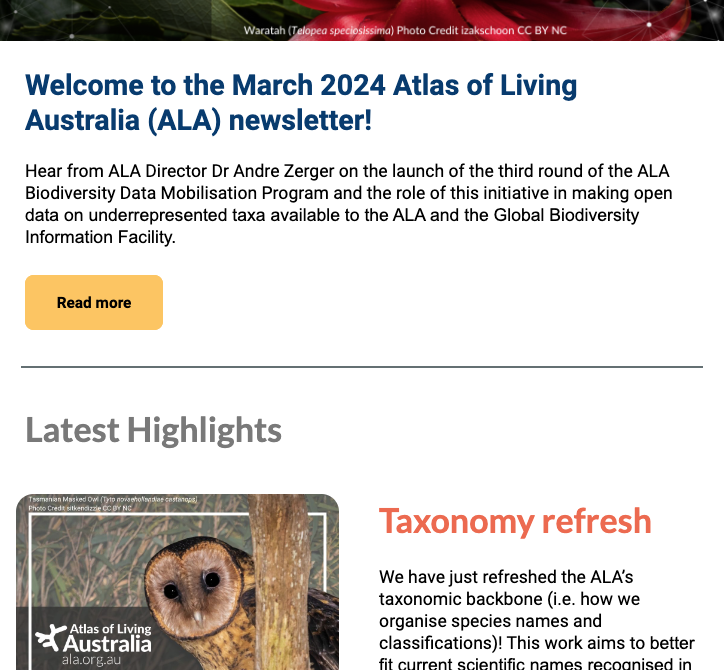 Waratah (Telopea speciosissima) Photo Credit izakschoon CC BY NC
Welcome to the March 2024 Atlas of Living
Australia (ALA) newsletter!
Hear from ALA Director Dr Andre Zerger on the launch of the third round of the ALA
Biodiversity Data Mobilisation Program and the role of this initiative in making open
data on underrepresented taxa available to the ALA and the Global Biodiversity
Information Facility.
Read more
Latest Highlights
Tasmanian Masked Owl (Tyto novaehollandiae castanops)
Photo Credit sitkendizzle CC BY NC
Atlas of Living
Australia
ala.org.au
Taxonomy refresh
We have just refreshed the ALA’s
taxonomic backbone (i.e. how we
organise species names and
classifications)! This work aims to better
fit current scientific names recognised in